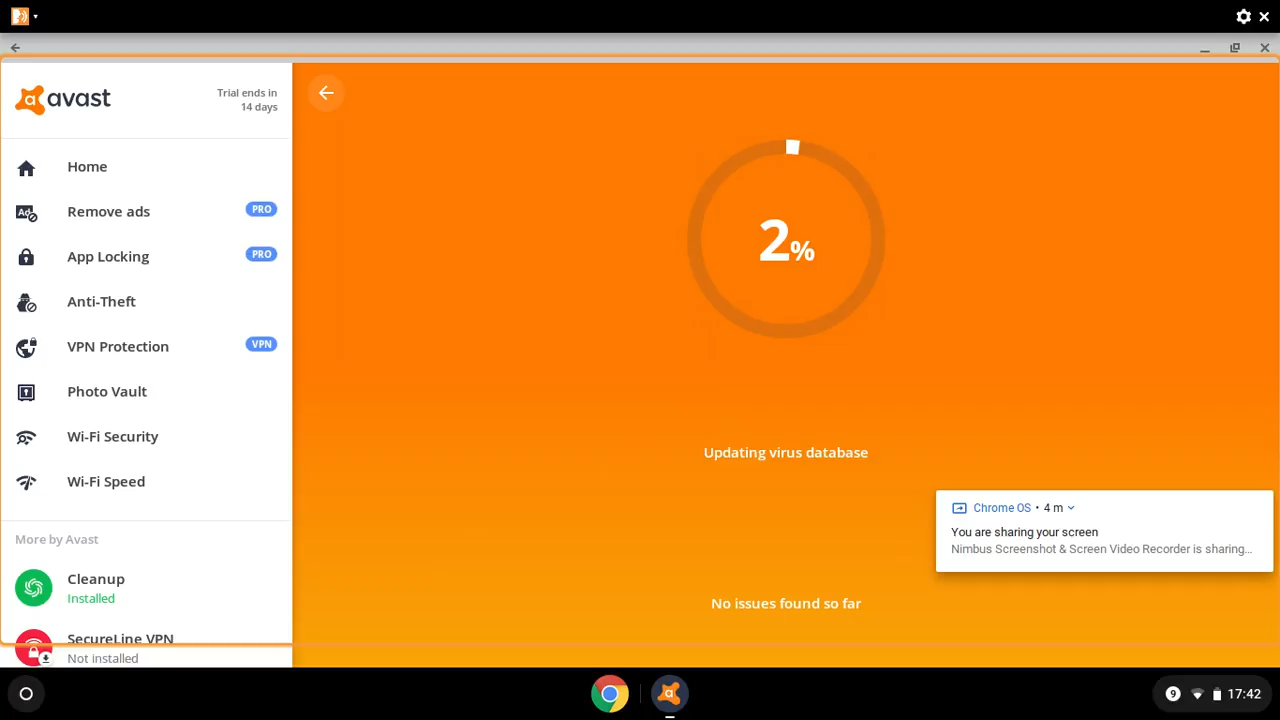 avast
Trial ends in
14 days
Home
Remove ads
PRO
App Locking
PRO
Anti-Theft
VPN Protection
VPN
Photo Vault
Wi-Fi Security
Wi-Fi Speed
More by Avast
Cleanup
Installed
SecureLine VPN
Not installed
2%
Updating virus database
No issues found so far
Chrome OS • 4 m
You are sharing your screen
Nimbus Screenshot & Screen Video Recorder is sharing...
9
17:42